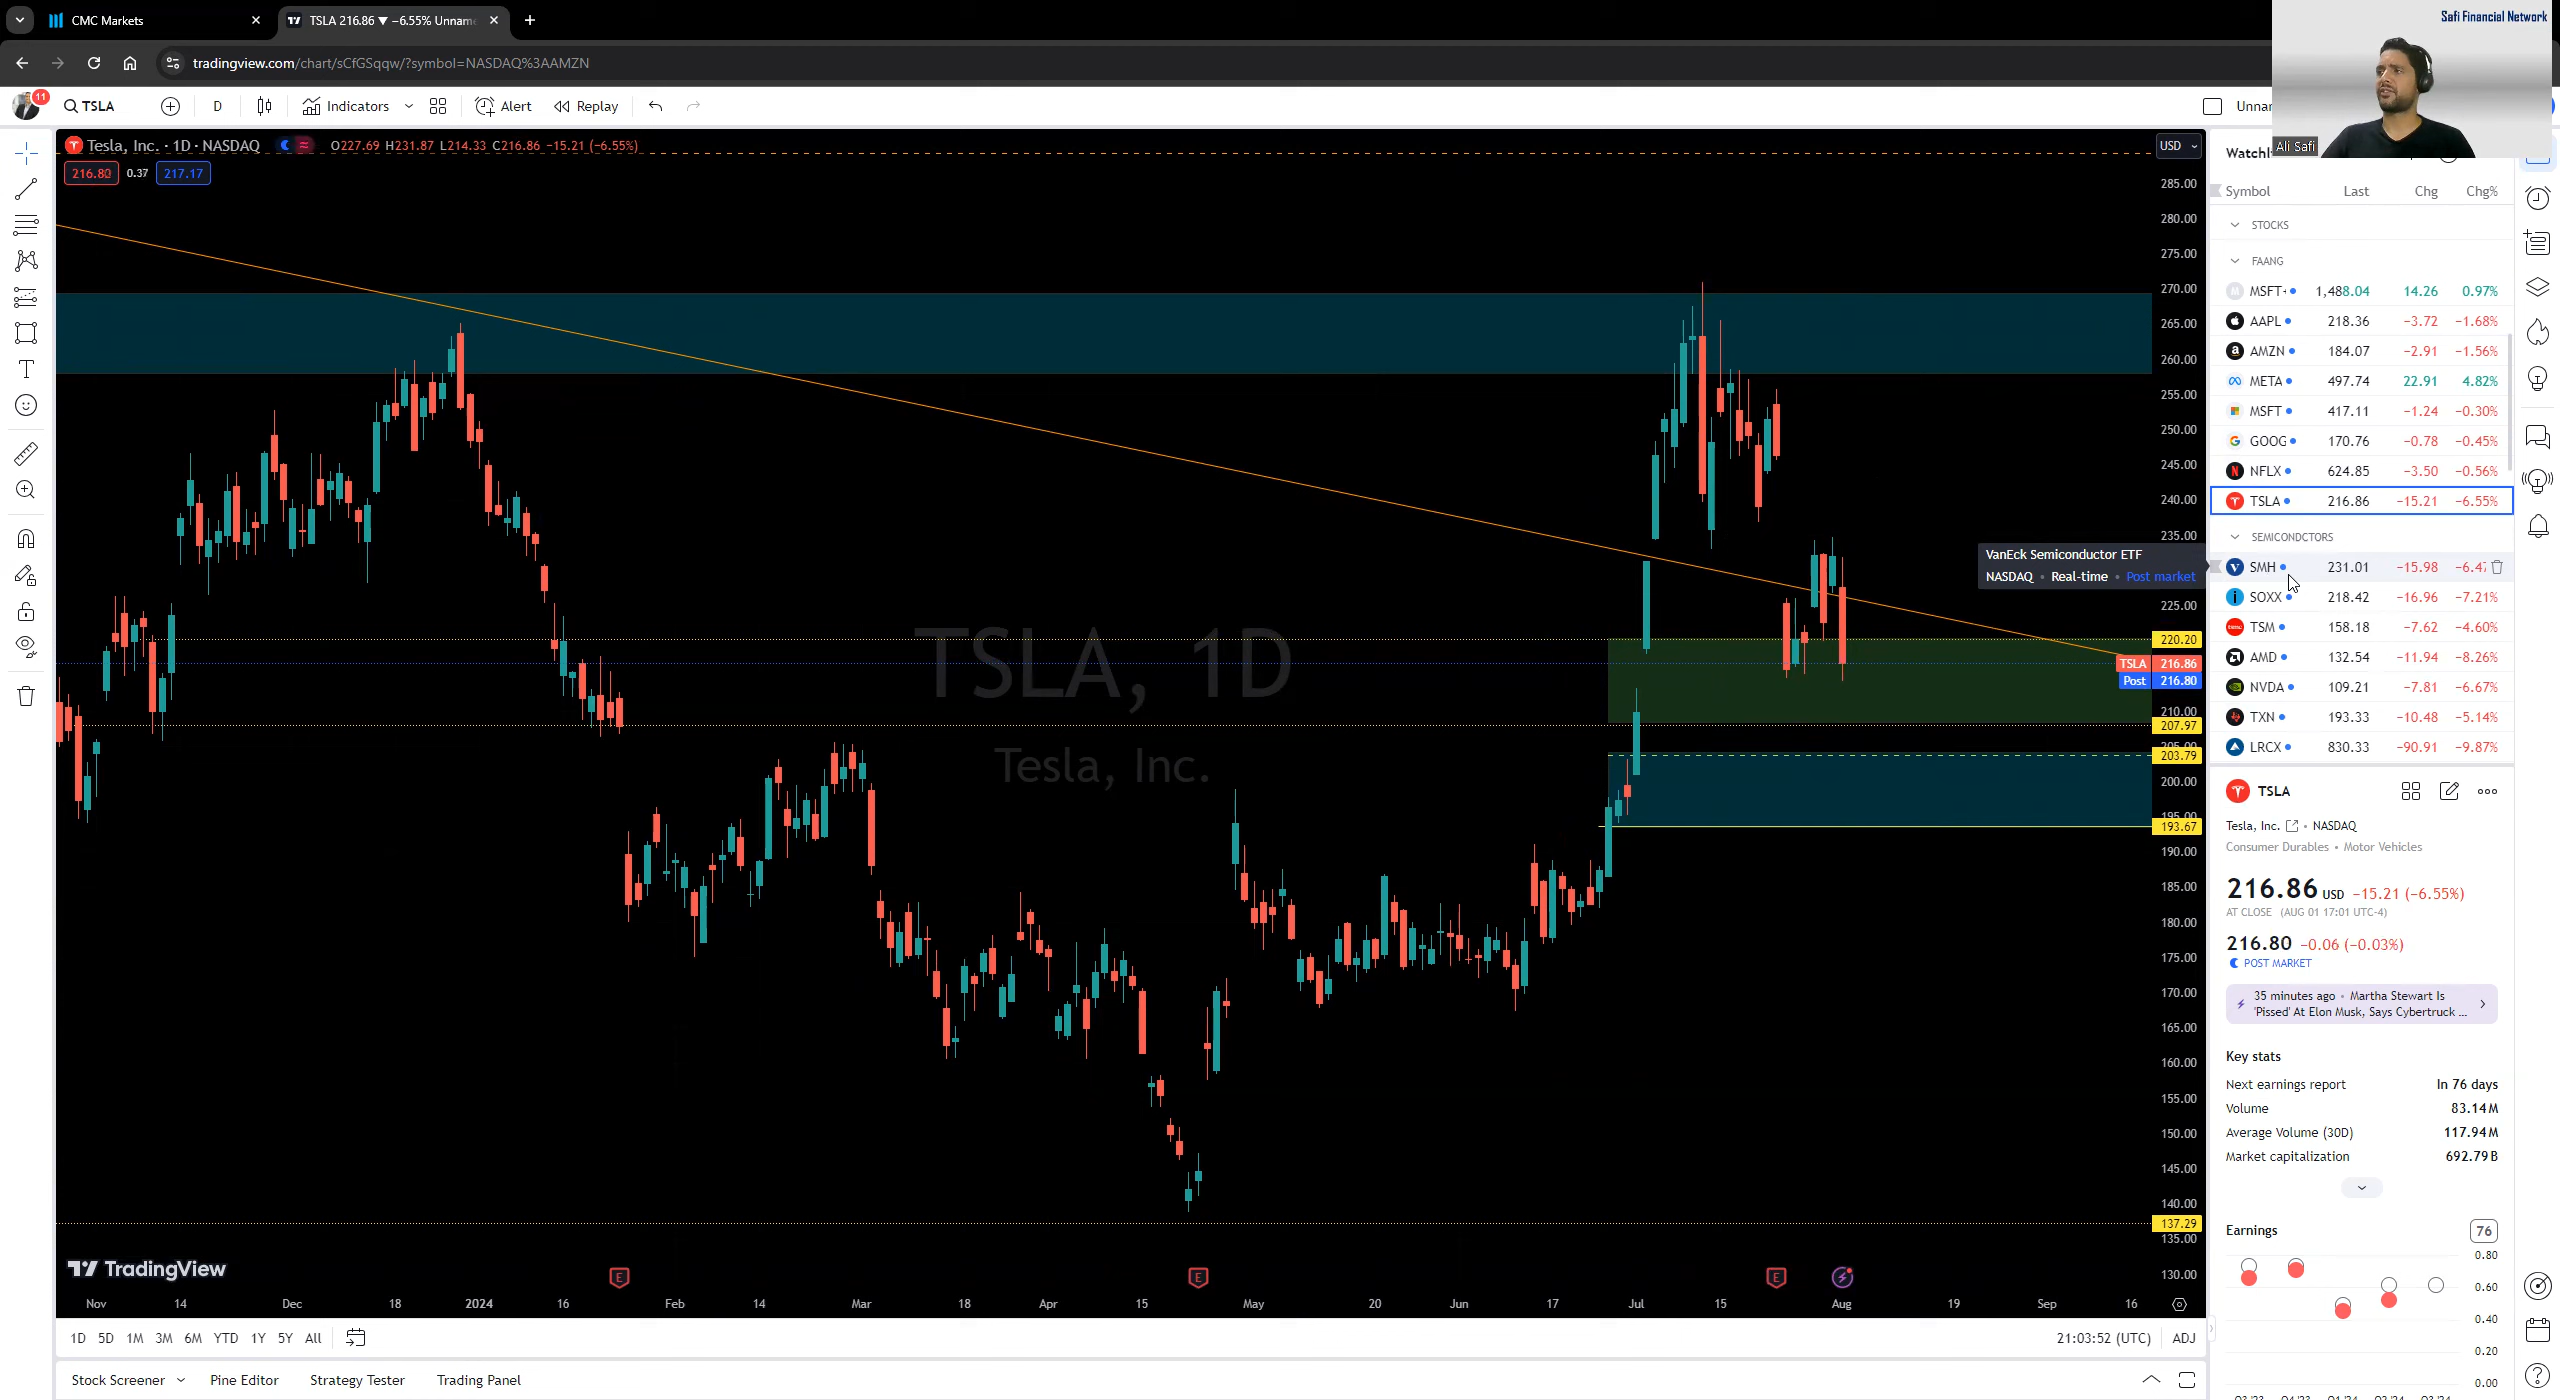 CMC Markets
TSLA 216.86 ▼ −6.55% Unnam
Safi Financial Network
tradingview.com/chart/sCfGSqqw/?symbol=NASDAQ%3AAMZN
11
TSLA
D
Indicators
Alert
Replay
Unnar
Ali Safi
Tesla, Inc. · 1D · NASDAQ
O227.69 H231.87 L214.33 C216.86 −15.21 (−6.55%)
216.80
0.37
217.17
USD
285.00
280.00
275.00
270.00
265.00
260.00
255.00
250.00
245.00
240.00
235.00
225.00
220.20
TSLA 216.86
Post 216.80
210.00
207.97
205.00
203.79
200.00
195.00
193.67
190.00
185.00
180.00
175.00
170.00
165.00
160.00
155.00
150.00
145.00
140.00
137.29
135.00
130.00
TSLA, 1D
Tesla, Inc.
VanEck Semiconductor ETF
NASDAQ • Real-time • Post market
TradingView
E
E
E
Nov 14 Dec 18 2024 16 Feb 14 Mar 18 Apr 15 May 20 Jun 17 Jul 15 Aug 19 Sep 16
1D 5D 1M 3M 6M YTD 1Y 5Y All
21:03:52 (UTC)
ADJ
Stock Screener
Pine Editor
Strategy Tester
Trading Panel
Symbol Last Chg Chg%
STOCKS
FAANG
MSFT+ 1,488.04 14.26 0.97%
AAPL 218.36 −3.72 −1.68%
AMZN 184.07 −2.91 −1.56%
META 497.74 22.91 4.82%
MSFT 417.11 −1.24 −0.30%
GOOG 170.76 −0.78 −0.45%
NFLX 624.85 −3.50 −0.56%
TSLA 216.86 −15.21 −6.55%
SEMICONDCTORS
SMH 231.01 −15.98 −6.47
SOXX 218.42 −16.96 −7.21%
TSM 158.18 −7.62 −4.60%
AMD 132.54 −11.94 −8.26%
NVDA 109.21 −7.81 −6.67%
TXN 193.33 −10.48 −5.14%
LRCX 830.33 −90.91 −9.87%
TSLA
Tesla, Inc. • NASDAQ
Consumer Durables • Motor Vehicles
216.86 USD −15.21 (−6.55%)
AT CLOSE (AUG 01 17:01 UTC-4)
216.80 −0.06 (−0.03%)
POST MARKET
35 minutes ago • Martha Stewart Is
'Pissed' At Elon Musk, Says Cybertruck ...
Key stats
Next earnings report In 76 days
Volume 83.14M
Average Volume (30D) 117.94M
Market capitalization 692.79B
Earnings
76
0.80
0.60
0.40
0.20
0.00